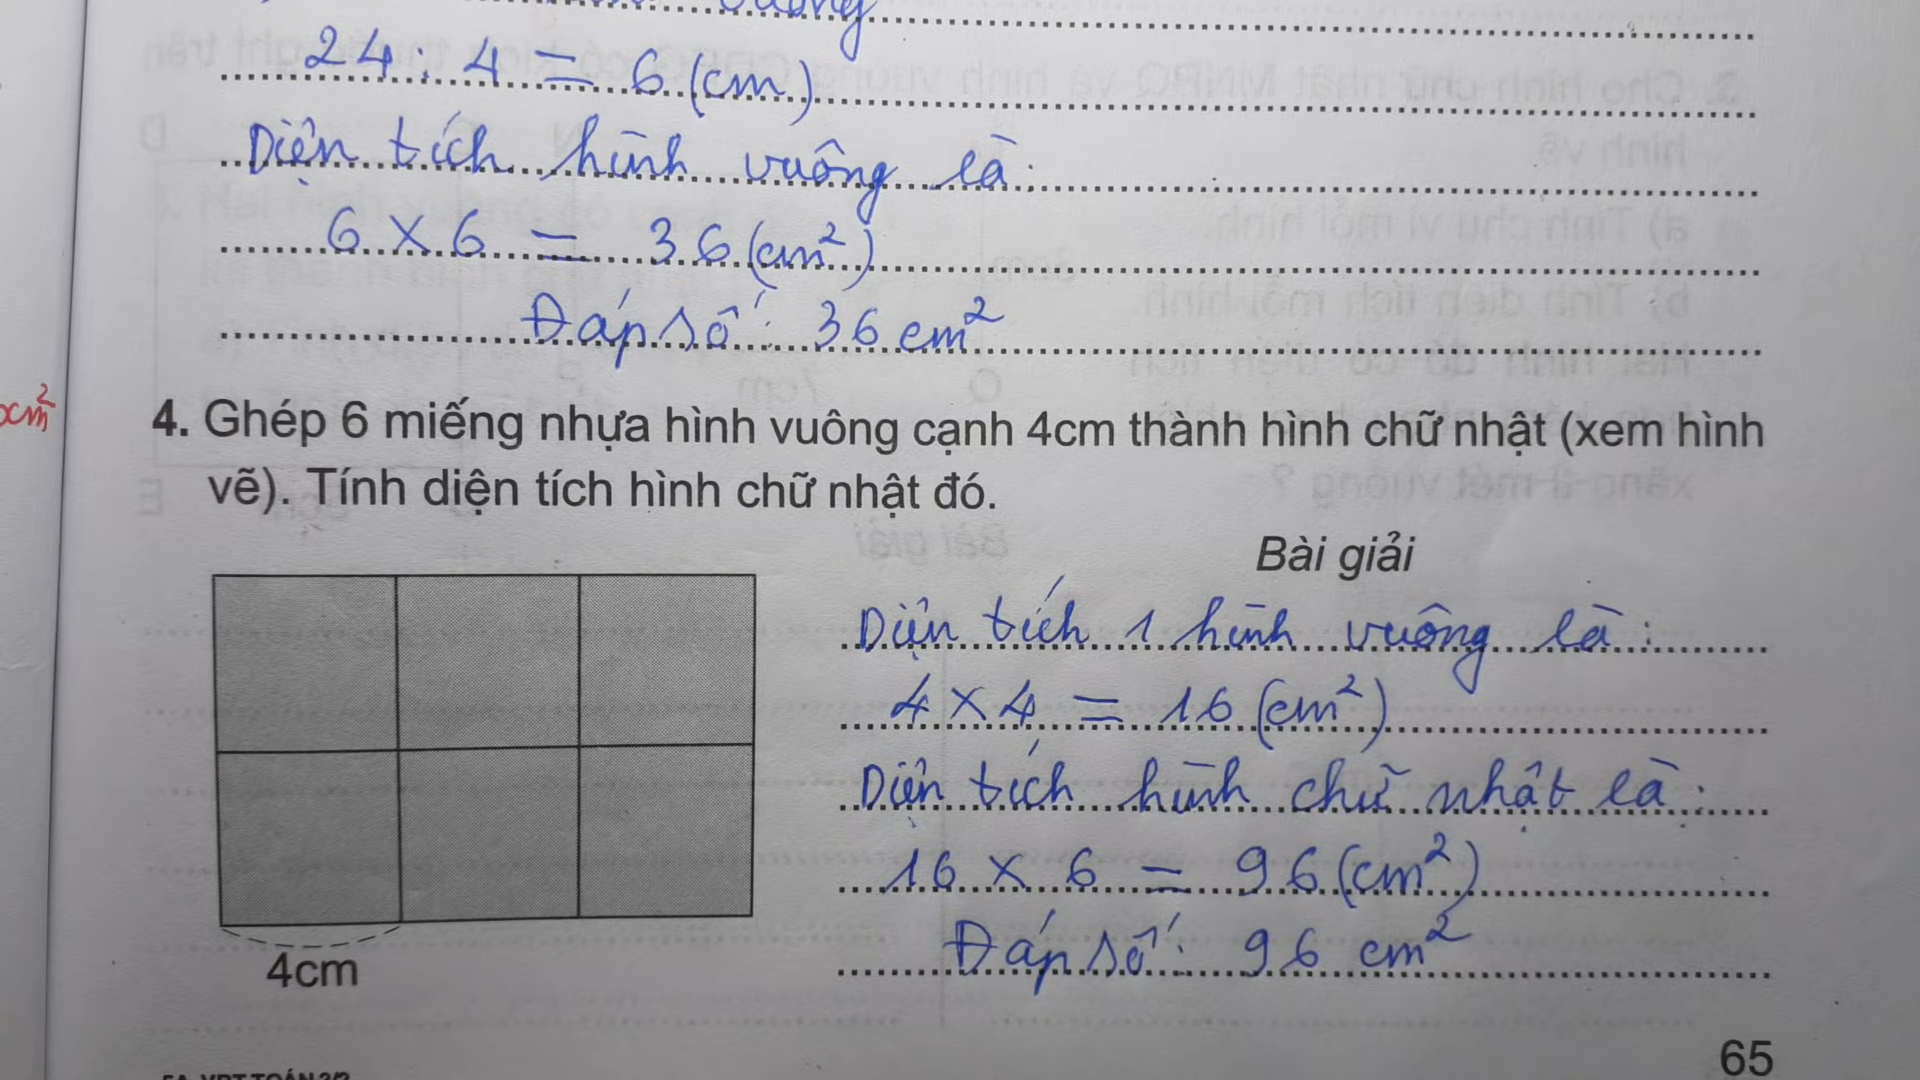 24 : 4 = 6 (cm)
Diện tích hình vuông là:
6 x 6 = 36 (cm²)
Đáp số: 36 cm²
cm²
4. Ghép 6 miếng nhựa hình vuông cạnh 4cm thành hình chữ nhật (xem hình
vẽ). Tính diện tích hình chữ nhật đó.
Bài giải
Diện tích 1 hình vuông là:
4 x 4 = 16 (cm²)
Diện tích hình chữ nhật là:
16 x 6 = 96 (cm²)
Đáp số: 96 cm²
4cm
65